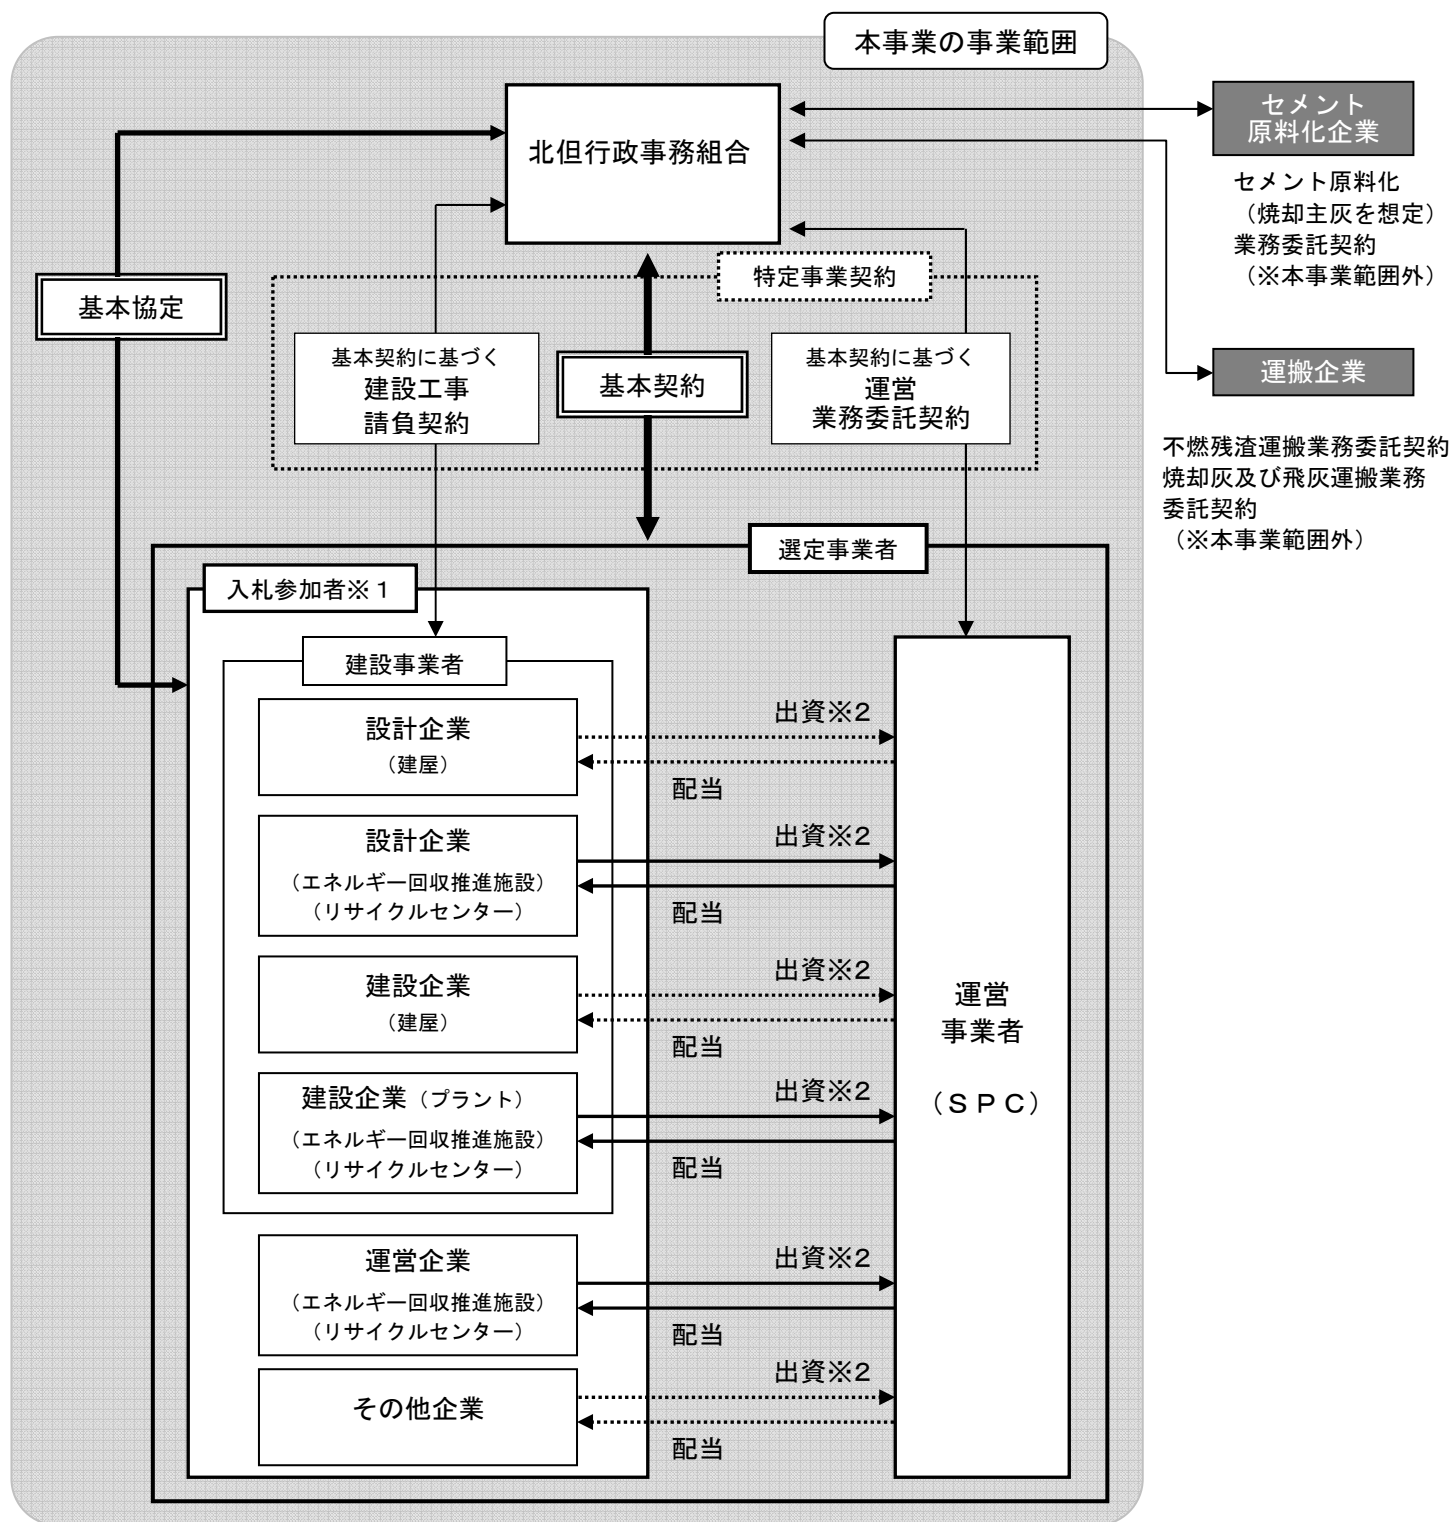 本事業の事業範囲
北但行政事務組合
セメント
原料化企業
セメント原料化
（焼却主灰を想定）
業務委託契約
（※本事業範囲外）
特定事業契約
基本協定
基本契約に基づく
建設工事
請負契約
基本契約
基本契約に基づく
運営
業務委託契約
運搬企業
不燃残渣運搬業務委託契約
焼却灰及び飛灰運搬業務
委託契約
（※本事業範囲外）
選定事業者
入札参加者※１
建設事業者
設計企業
（建屋）
出資※2
配当
設計企業
（エネルギー回収推進施設）
（リサイクルセンター）
出資※2
配当
建設企業
（建屋）
出資※2
配当
建設企業（プラント）
（エネルギー回収推進施設）
（リサイクルセンター）
出資※2
配当
運営企業
（エネルギー回収推進施設）
（リサイクルセンター）
出資※2
配当
その他企業
出資※2
配当
運営
事業者
（ＳＰＣ）